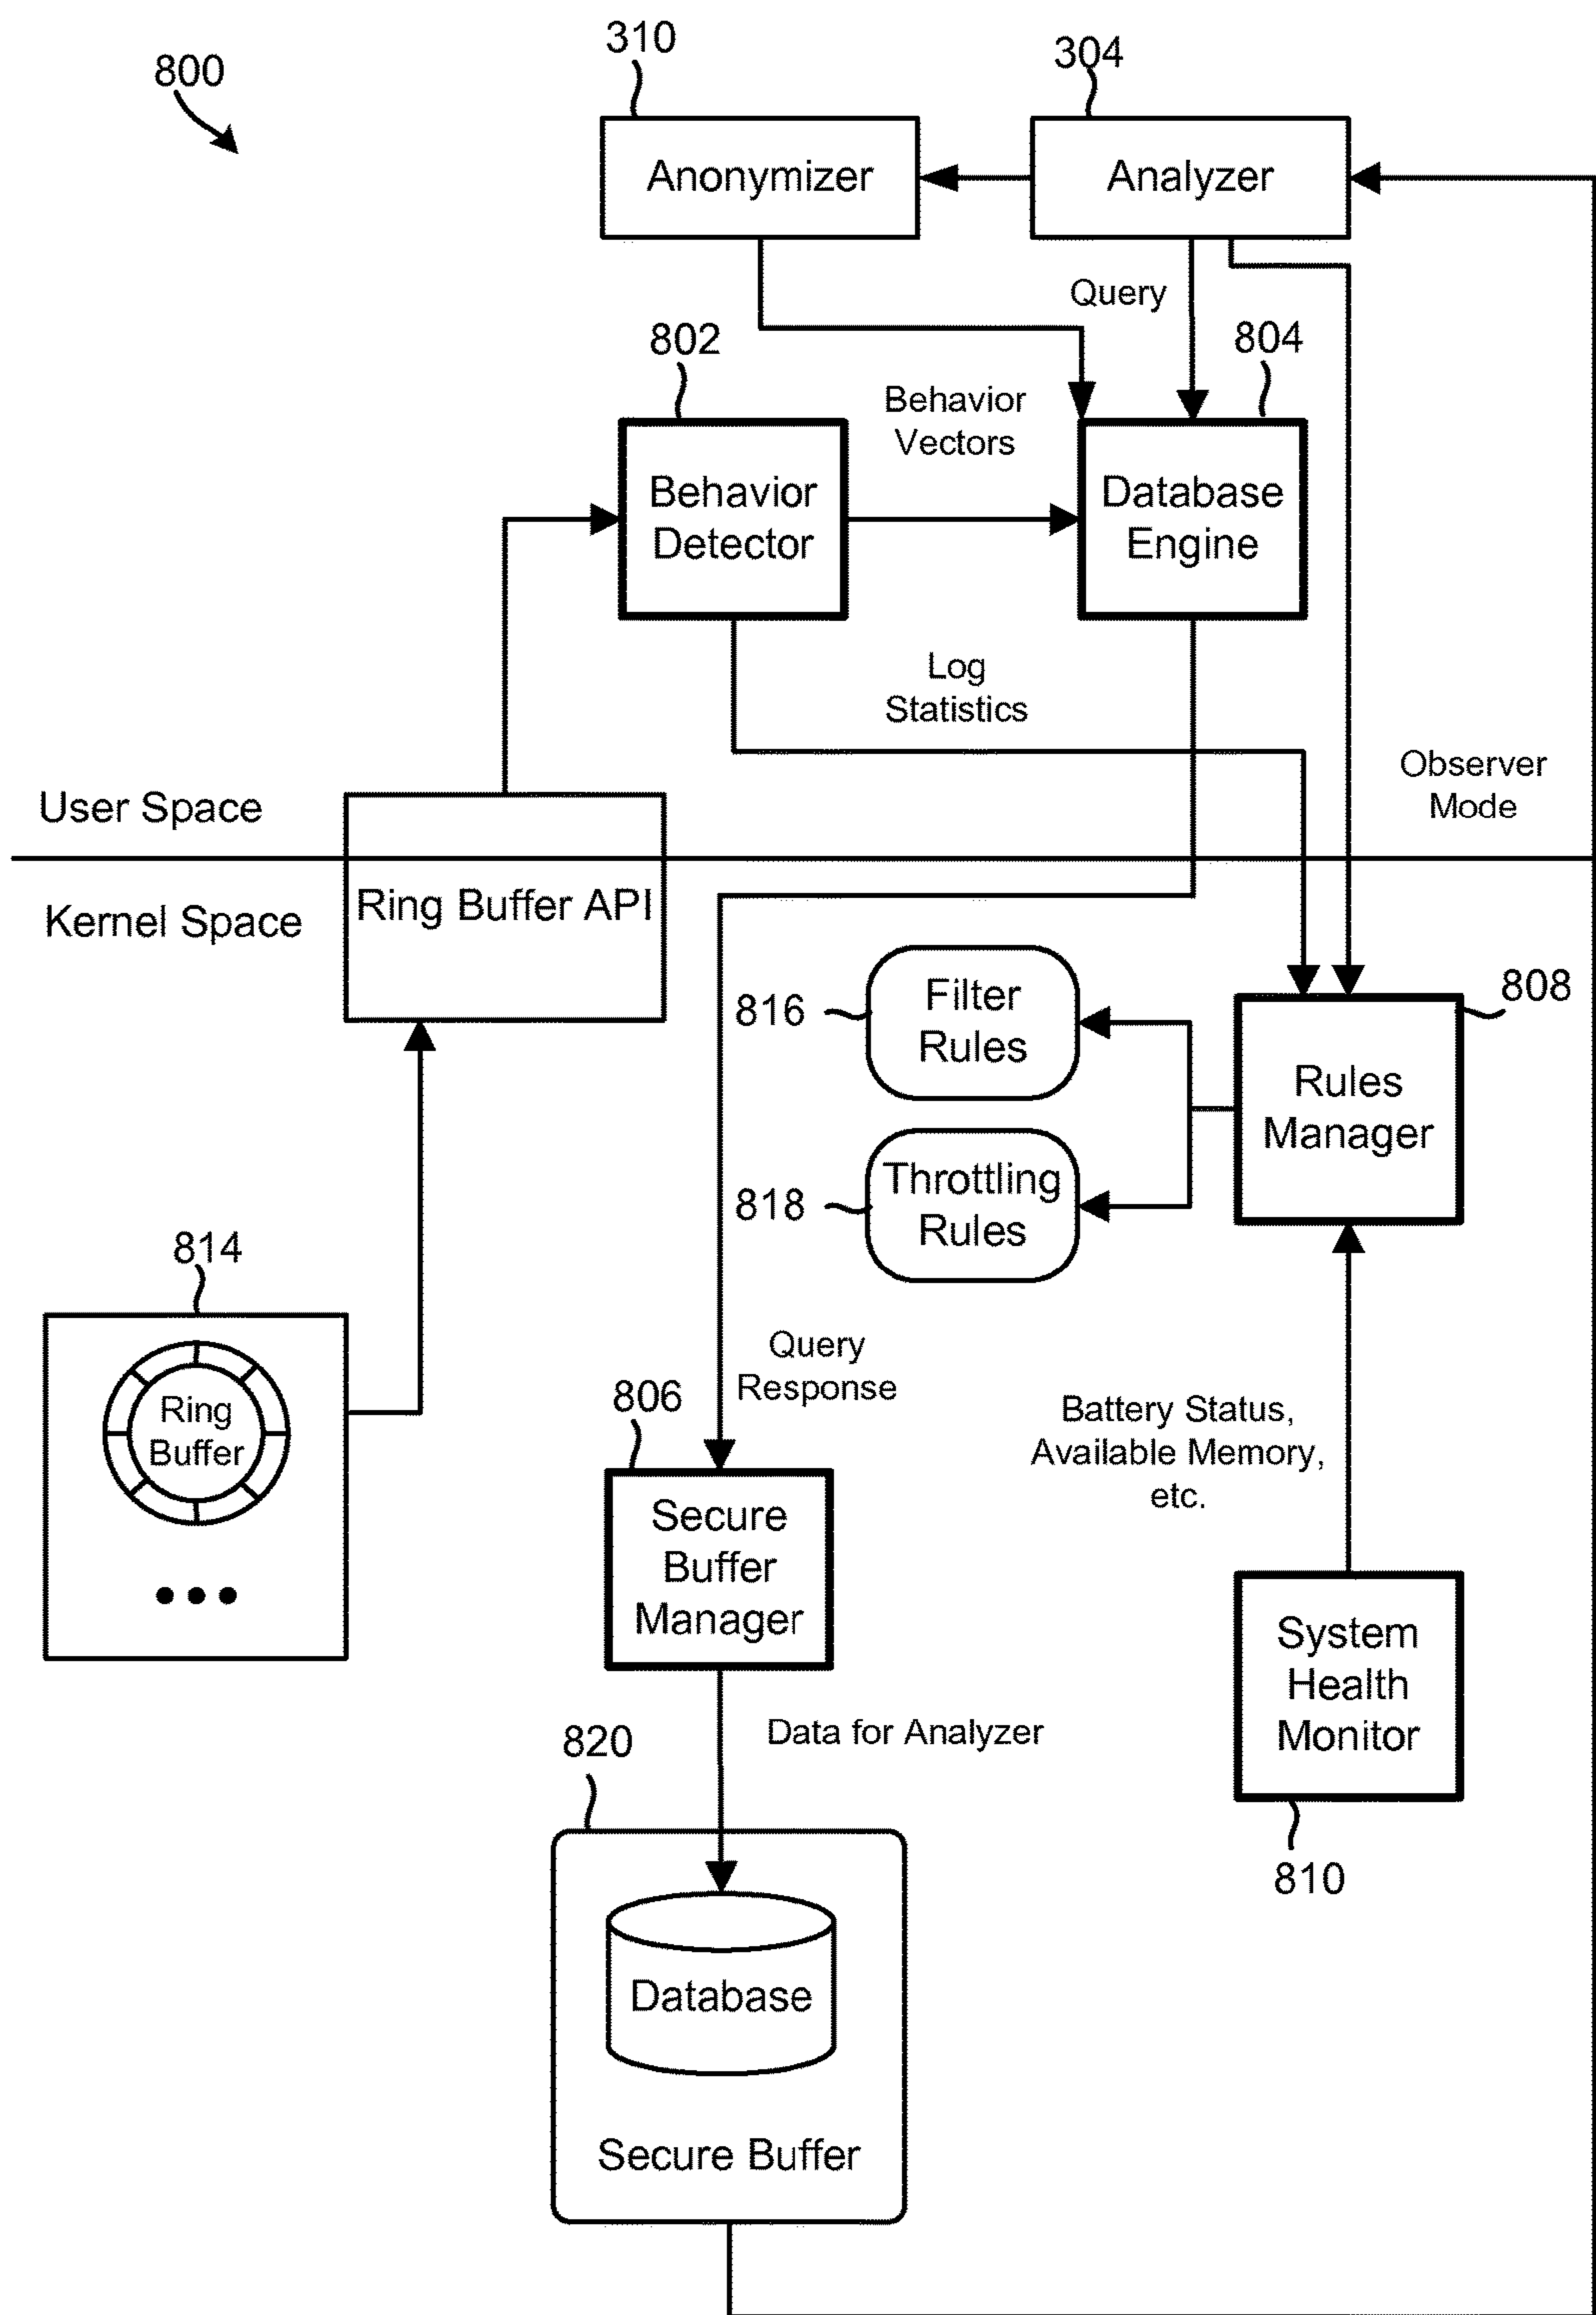 310
304
800
Anonymizer
Analyzer
Query
802
804
Behavior
Vectors
Behavior
Detector
Database
Engine
Log
Statistics
Observer
Mode
User Space
Kernel Space
Ring Buffer API
816
Filter
Rules
808
Rules
Manager
818
Throttling
Rules
814
Ring
Buffer
Query
Response
806
Battery Status,
Available Memory,
etc.
Secure
Buffer
Manager
System
Health
Monitor
820
Data for Analyzer
810
Database
Secure Buffer